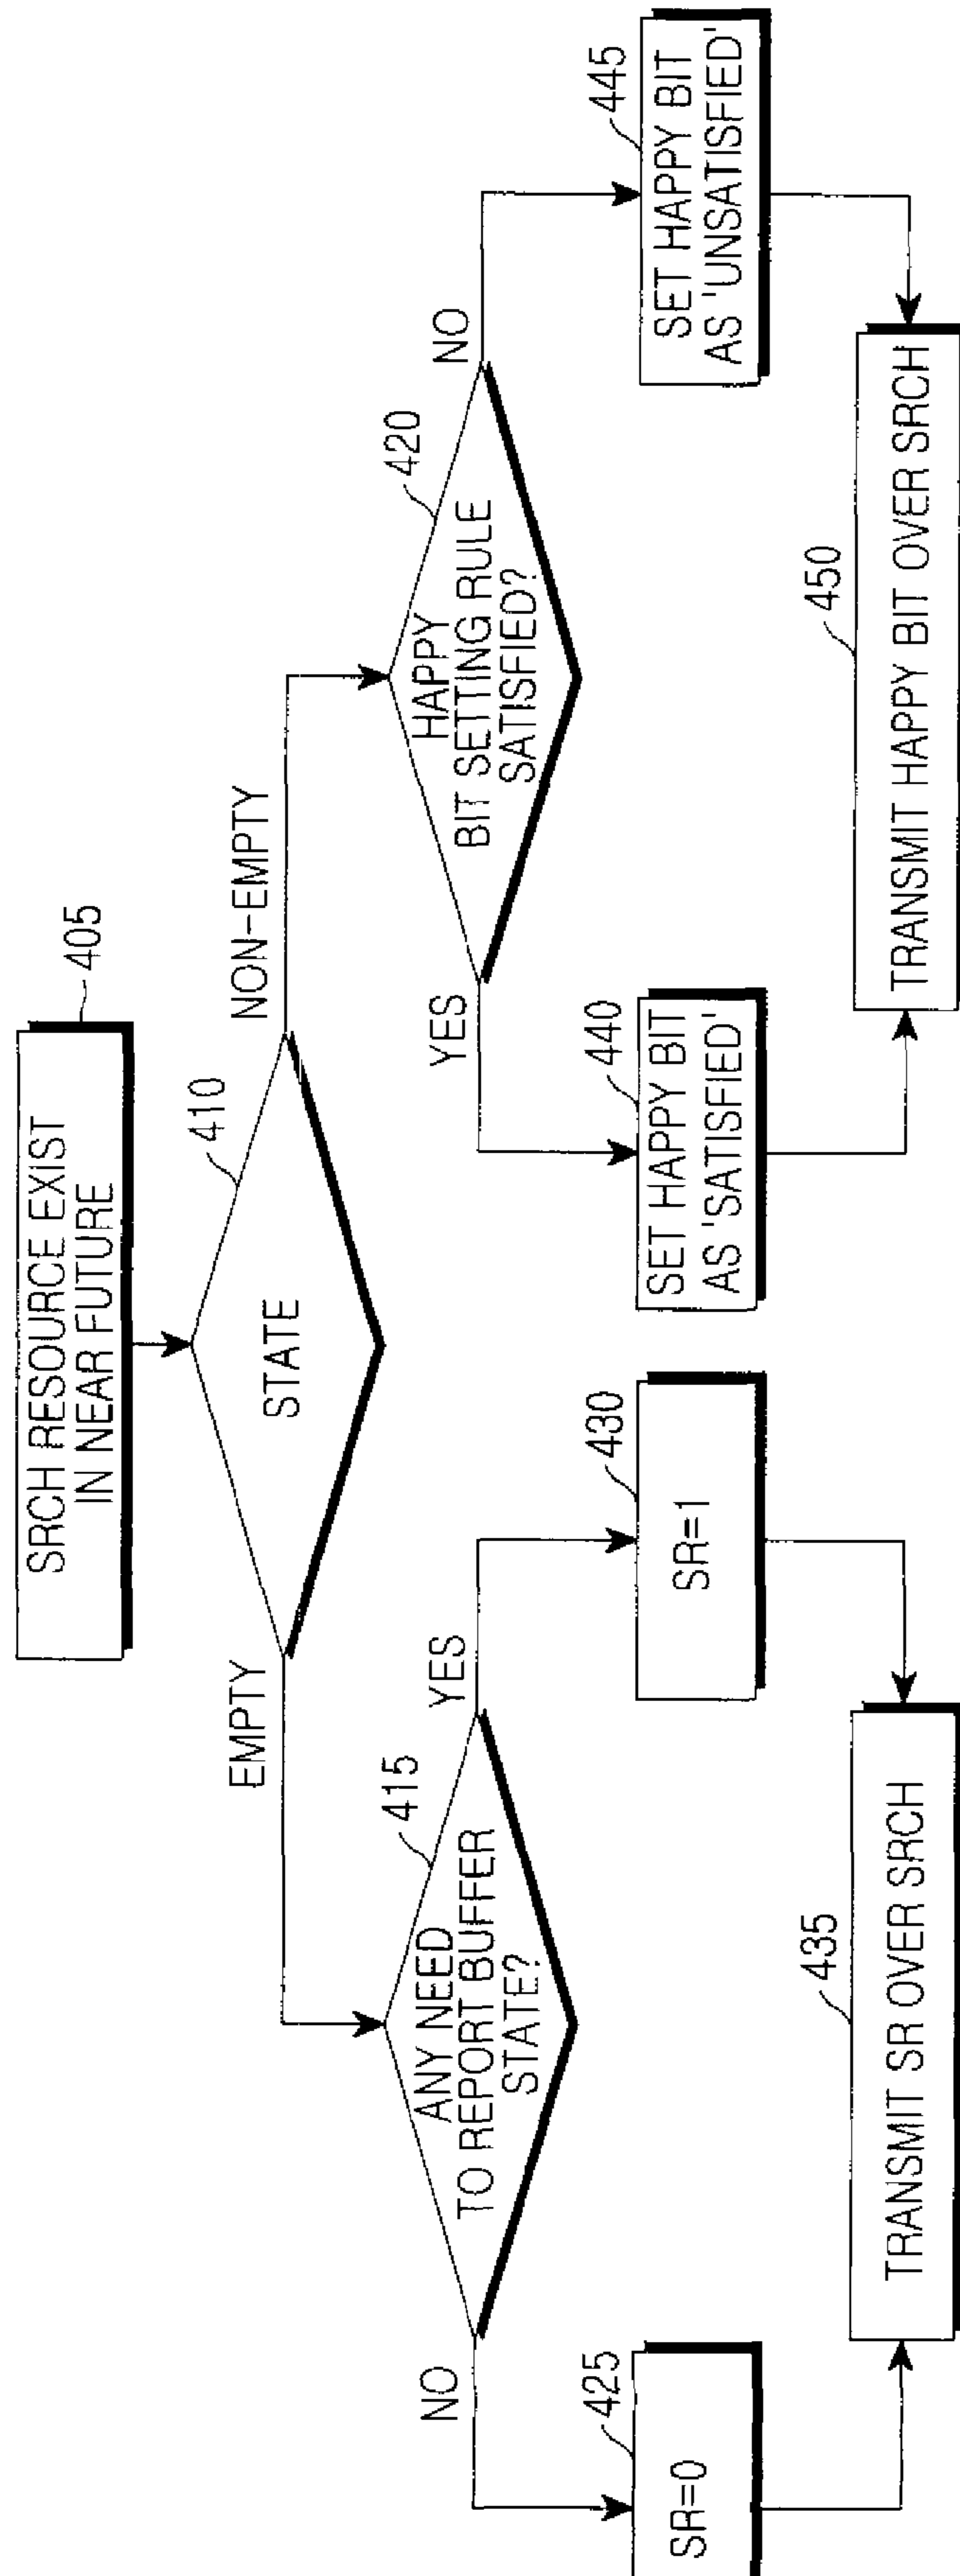 SRCH RESOURCE EXIST
IN NEAR FUTURE
405
STATE
410
EMPTY
NON-EMPTY
ANY NEED
TO REPORT BUFFER
STATE?
415
NO
YES
HAPPY
BIT SETTING RULE
SATISFIED?
420
YES
NO
SR=0
425
SR=1
430
SET HAPPY BIT
AS 'SATISFIED'
440
SET HAPPY BIT
AS 'UNSATISFIED'
445
TRANSMIT SR OVER SRCH
435
TRANSMIT HAPPY BIT OVER SRCH
450